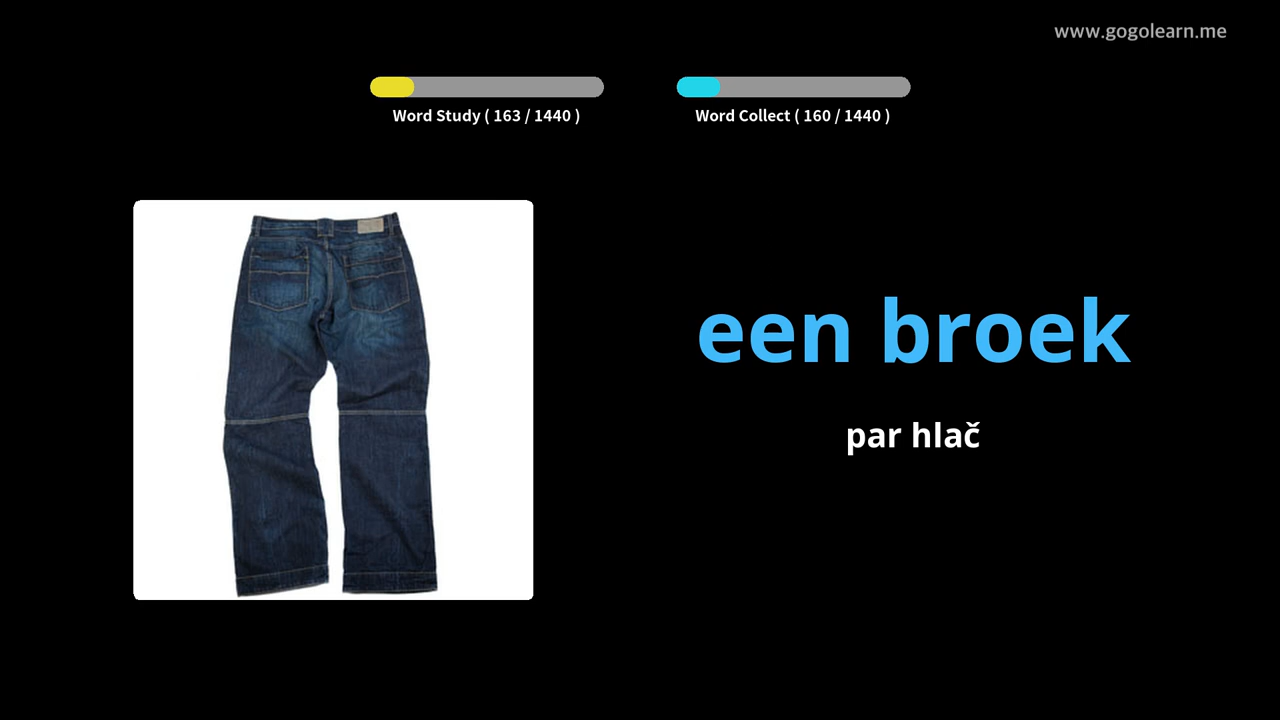 www.gogolearn.me
Word Study ( 163 / 1440 )
Word Collect ( 160 / 1440 )
een broek
par hlač